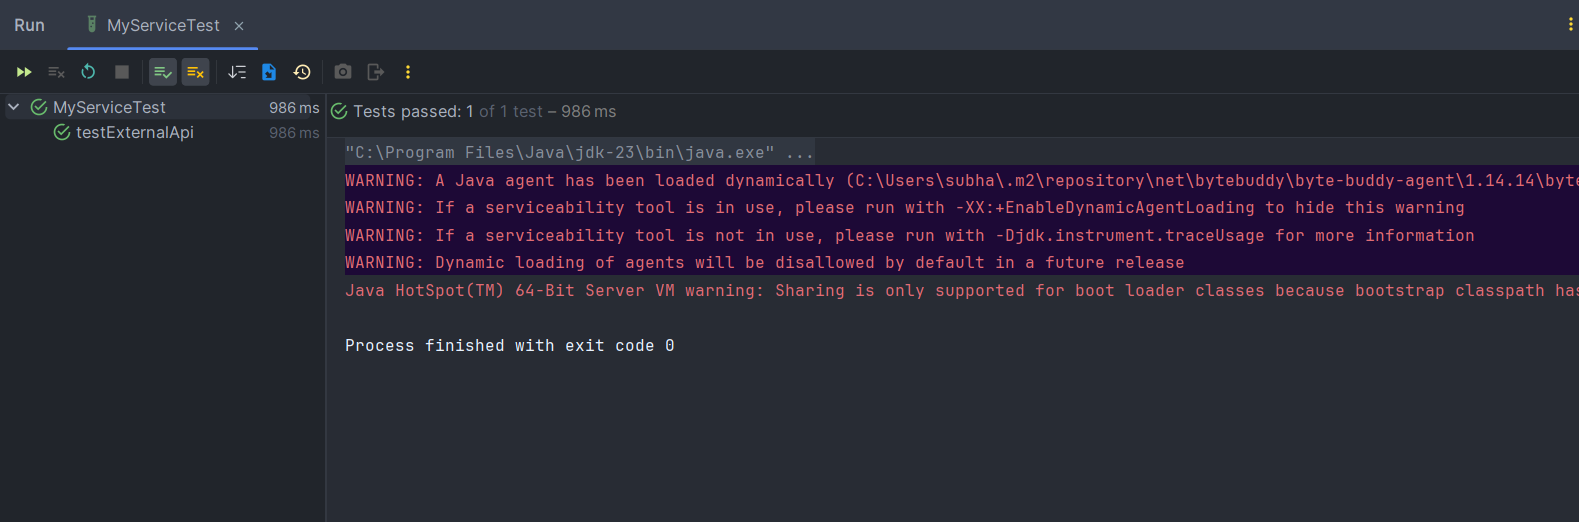 Run MyServiceTest
MyServiceTest 986 ms
testExternalApi 986 ms
Tests passed: 1 of 1 test – 986 ms
"C:\Program Files\Java\jdk-23\bin\java.exe" ...
WARNING: A Java agent has been loaded dynamically (C:\Users\subha\.m2\repository\net\bytebuddy\byte-buddy-agent\1.14.14\byte
WARNING: If a serviceability tool is in use, please run with -XX:+EnableDynamicAgentLoading to hide this warning
WARNING: If a serviceability tool is not in use, please run with -Djdk.instrument.traceUsage for more information
WARNING: Dynamic loading of agents will be disallowed by default in a future release
Java HotSpot(TM) 64-Bit Server VM warning: Sharing is only supported for boot loader classes because bootstrap classpath has
Process finished with exit code 0